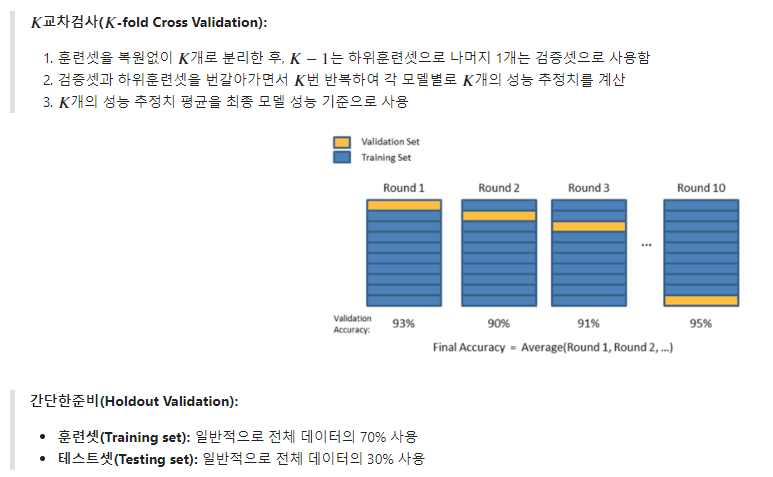 K교차검사(K-fold Cross Validation):
1. 훈련셋을 복원없이 K개로 분리한 후, K − 1는 하위훈련셋으로 나머지 1개는 검증셋으로 사용함
2. 검증셋과 하위훈련셋을 번갈아가면서 K번 반복하여 각 모델별로 K개의 성능 추정치를 계산
3. K개의 성능 추정치 평균을 최종 모델 성능 기준으로 사용
Validation Set
Training Set
Round 1 Round 2 Round 3 Round 10
...
Validation
Accuracy:
93% 90% 91% 95%
Final Accuracy = Average(Round 1, Round 2, ...)
간단한준비(Holdout Validation):
• 훈련셋(Training set): 일반적으로 전체 데이터의 70% 사용
• 테스트셋(Testing set): 일반적으로 전체 데이터의 30% 사용